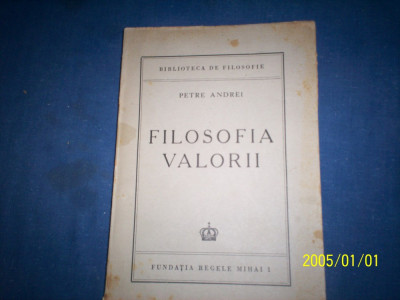 BIBLIOTECA DE FILOSOFIE
PETRE ANDREI
FILOSOFIA
VALORII
FUNDAȚIA REGELE MIHAI I
2005/01/01